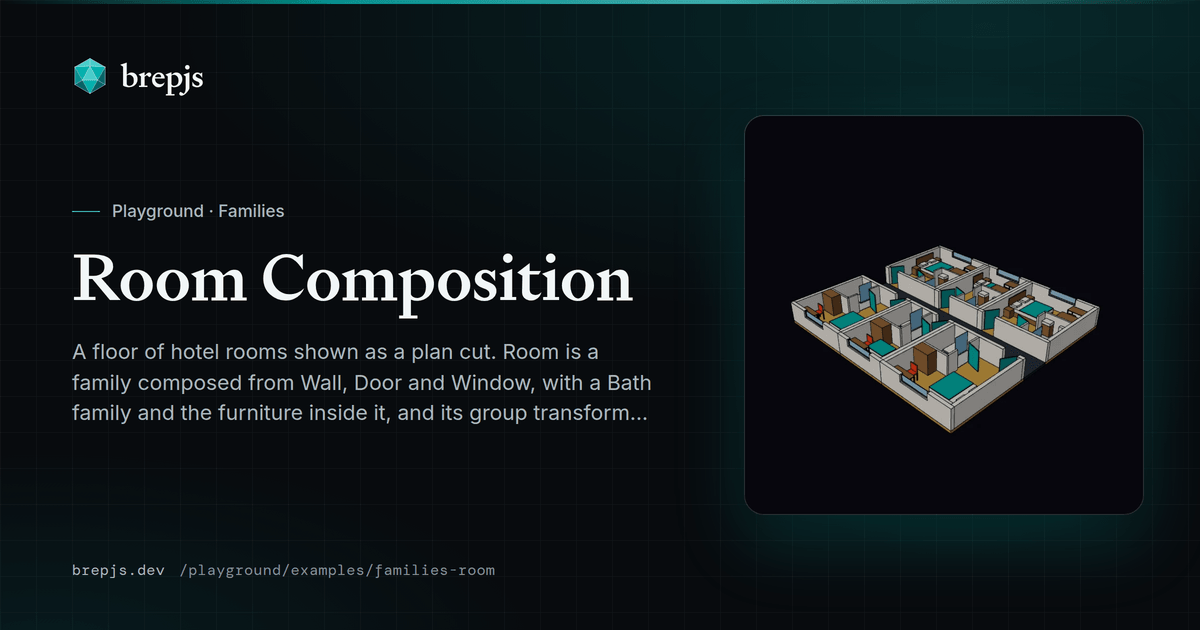 brepjs
Playground · Families
Room Composition
A floor of hotel rooms shown as a plan cut. Room is a
family composed from Wall, Door and Window, with a Bath
family and the furniture inside it, and its group transform...
brepjs.dev /playground/examples/families-room